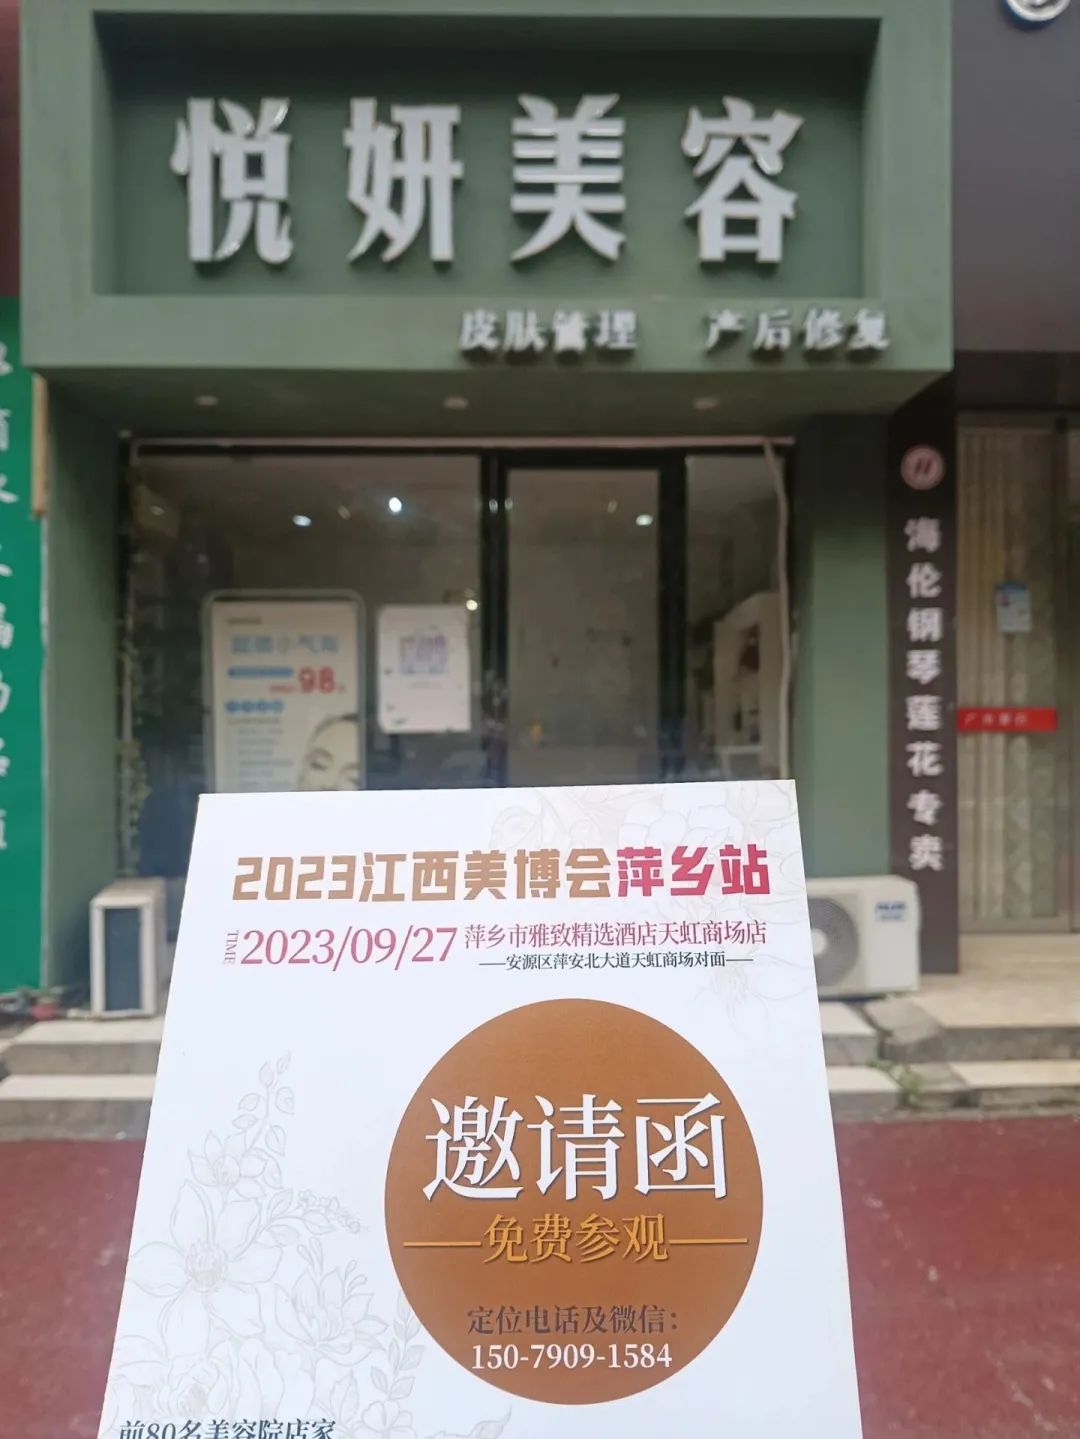 悦妍美容
皮肤管理 产后修复
海伦钢琴莲花专卖
98
2023江西美博会萍乡站
TIME 2023/09/27 萍乡市雅致精选酒店天虹商场店
——安源区萍安北大道天虹商场对面——
邀请函
——免费参观——
定位电话及微信：
150-7909-1584
前80名美容院店家